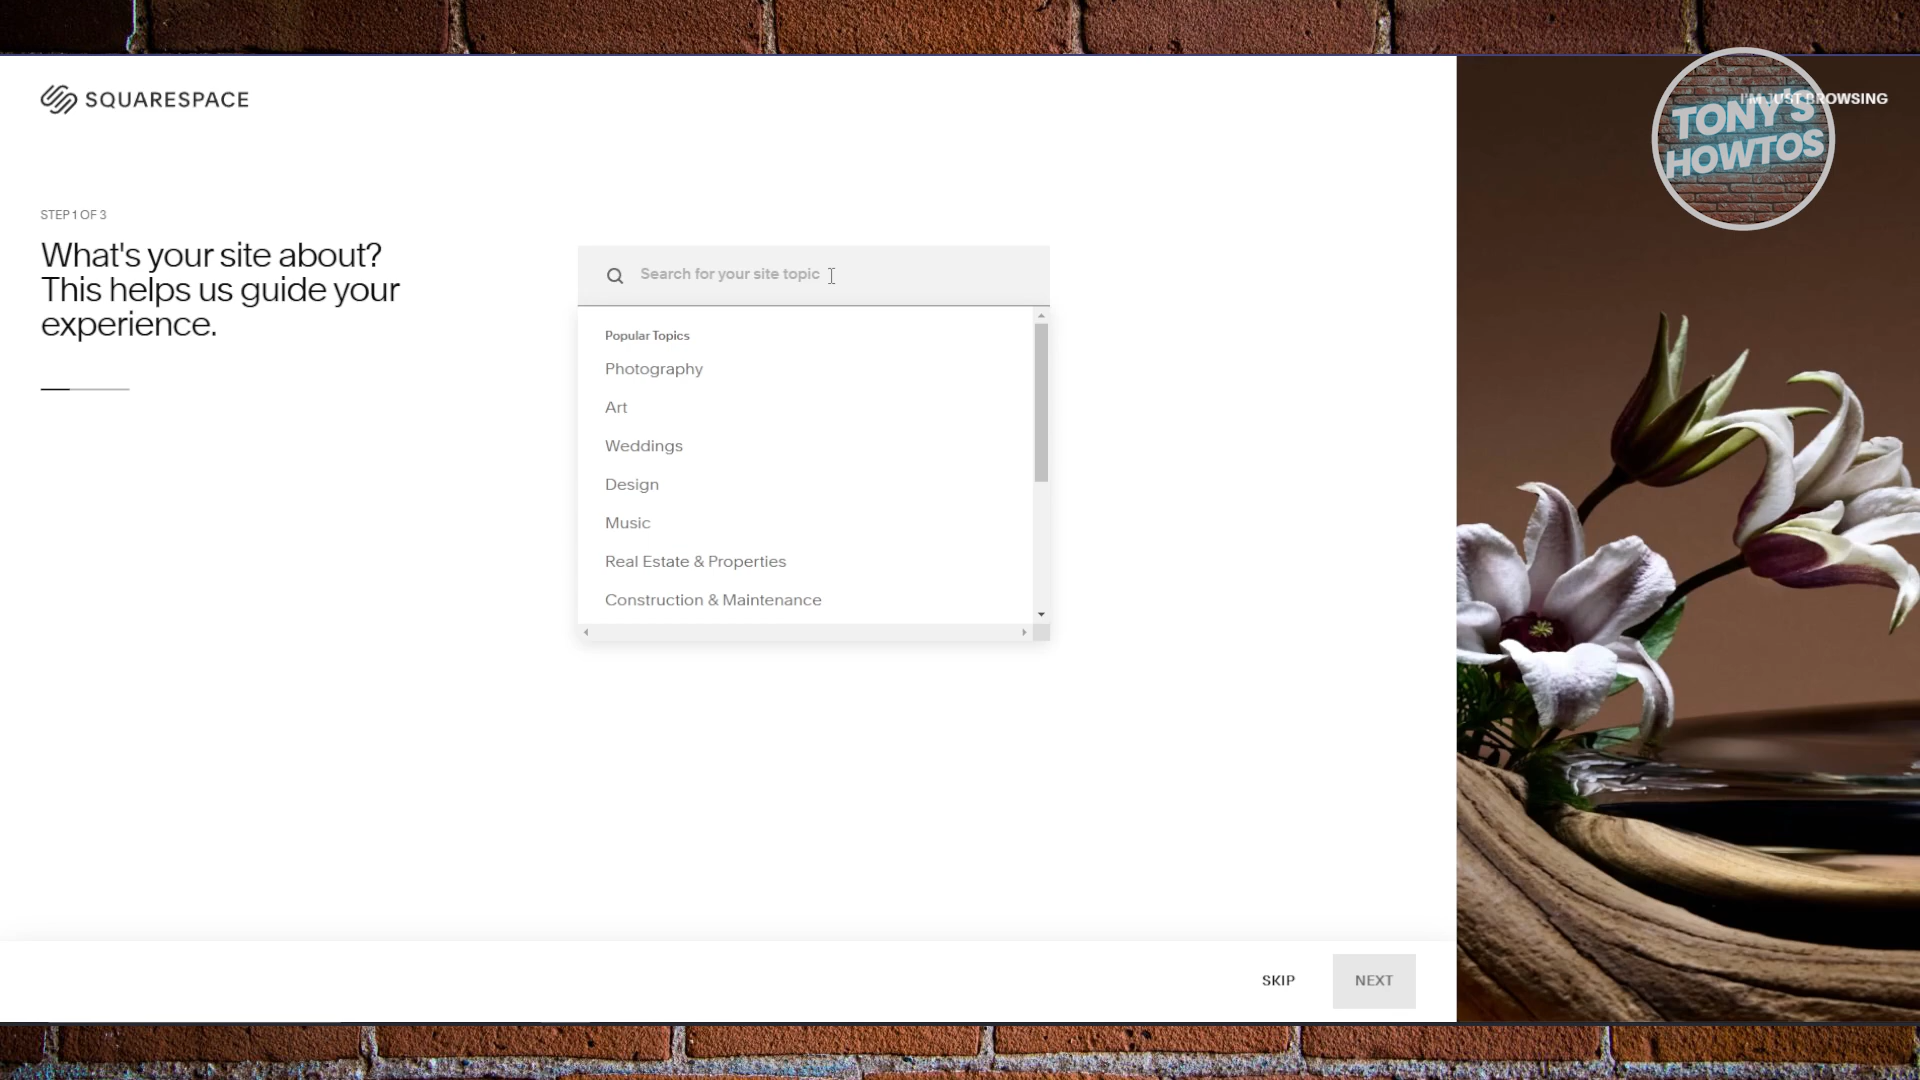 SQUARESPACE
I'M JUST BROWSING
TONY'S
HOWTOS
STEP 1 OF 3
What's your site about?
This helps us guide your
experience.
Search for your site topic
Popular Topics
Photography
Art
Weddings
Design
Music
Real Estate & Properties
Construction & Maintenance
SKIP
NEXT